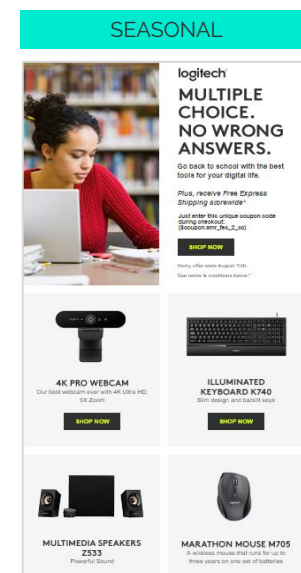 SEASONAL
logitech
MULTIPLE
CHOICE.
NO WRONG
ANSWERS.
Go back to school with the best
tools for your digital life.
Plus, receive Free Express
Shipping storewide*
Just enter this unique coupon code
during checkout:
SHOP NOW
Hurry, offer ends August 15th.
See terms & conditions below.*
4K PRO WEBCAM
Our best webcam ever with 4K Ultra HD,
5X Zoom
SHOP NOW
ILLUMINATED
KEYBOARD K740
Slim design and backlit keys
SHOP NOW
MULTIMEDIA SPEAKERS
Z533
Powerful Sound
MARATHON MOUSE M705
A wireless mouse that runs for up to
three years on one set of batteries